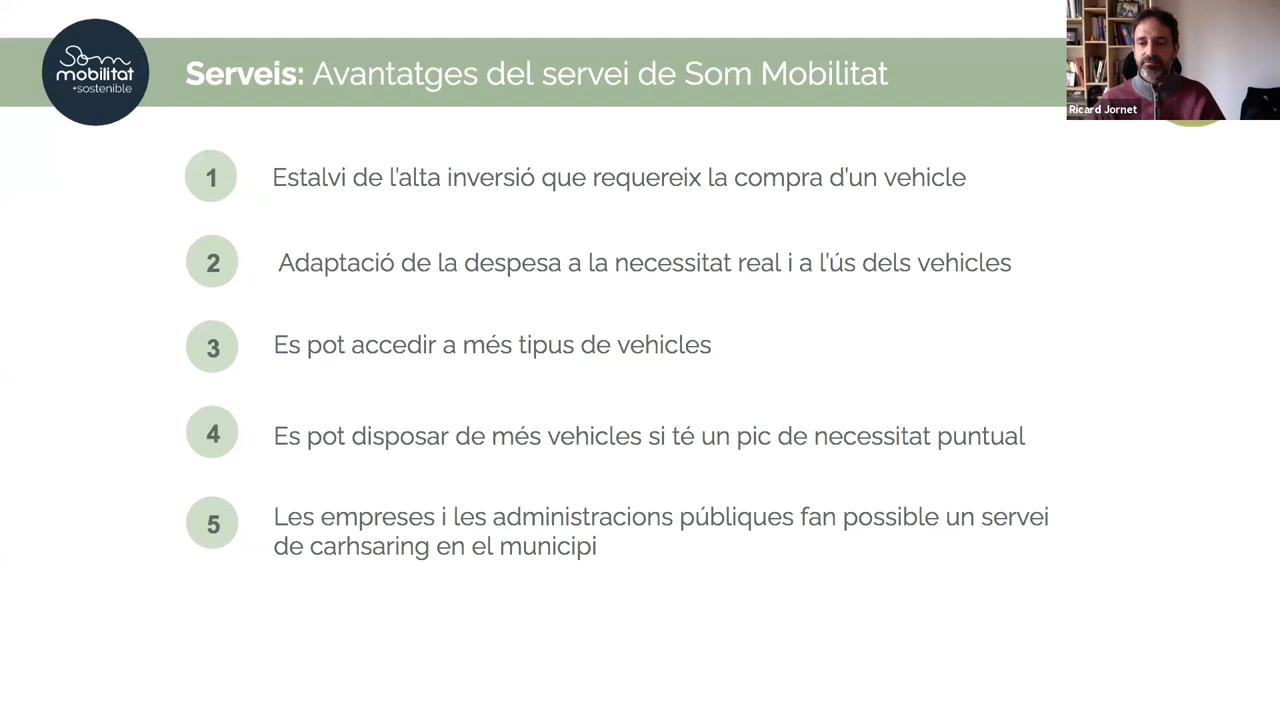 Som
mobilitat
+sostenible
Serveis: Avantatges del servei de Som Mobilitat
Ricard Jornet
1 Estalvi de l'alta inversió que requereix la compra d'un vehicle
2 Adaptació de la despesa a la necessitat real i a l'ús dels vehicles
3 Es pot accedir a més tipus de vehicles
4 Es pot disposar de més vehicles si té un pic de necessitat puntual
5 Les empreses i les administracions públiques fan possible un servei
de carhsaring en el municipi